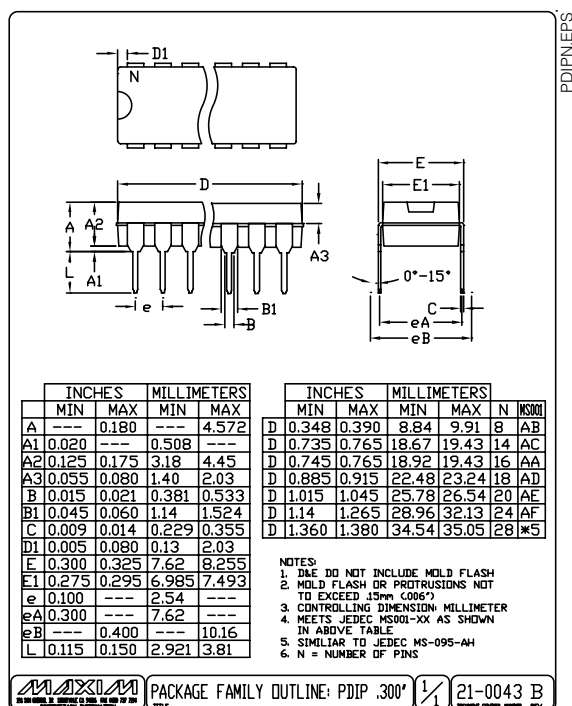 PDIPN.EPS
D1
N
D
A
A2
A3
L
A1
e
B1
B
E
E1
0°-15°
C
eA
eB
INCHES MILLIMETERS
MIN MAX MIN MAX
A --- 0.180 --- 4.572
A1 0.020 --- 0.508 ---
A2 0.125 0.175 3.18 4.45
A3 0.055 0.080 1.40 2.03
B 0.015 0.021 0.381 0.533
B1 0.045 0.060 1.14 1.524
C 0.009 0.014 0.229 0.355
D1 0.005 0.080 0.13 2.03
E 0.300 0.325 7.62 8.255
E1 0.275 0.295 6.985 7.493
e 0.100 --- 2.54 ---
eA 0.300 --- 7.62 ---
eB --- 0.400 --- 10.16
L 0.115 0.150 2.921 3.81
INCHES MILLIMETERS
MIN MAX MIN MAX N MS001
D 0.348 0.390 8.84 9.91 8 AB
D 0.735 0.765 18.67 19.43 14 AC
D 0.745 0.765 18.92 19.43 16 AA
D 0.885 0.915 22.48 23.24 18 AD
D 1.015 1.045 25.78 26.54 20 AE
D 1.14 1.265 28.96 32.13 24 AF
D 1.360 1.380 34.54 35.05 28 *5
NOTES:
1. D&E DO NOT INCLUDE MOLD FLASH
2. MOLD FLASH OR PROTRUSIONS NOT
TO EXCEED .15mm (.006")
3. CONTROLLING DIMENSION: MILLIMETER
4. MEETS JEDEC MS001-XX AS SHOWN
IN ABOVE TABLE
5. SIMILIAR TO JEDEC MS-095-AH
6. N = NUMBER OF PINS
MAXIM
PACKAGE FAMILY OUTLINE: PDIP .300"
1/1
21-0043 B
TITLE